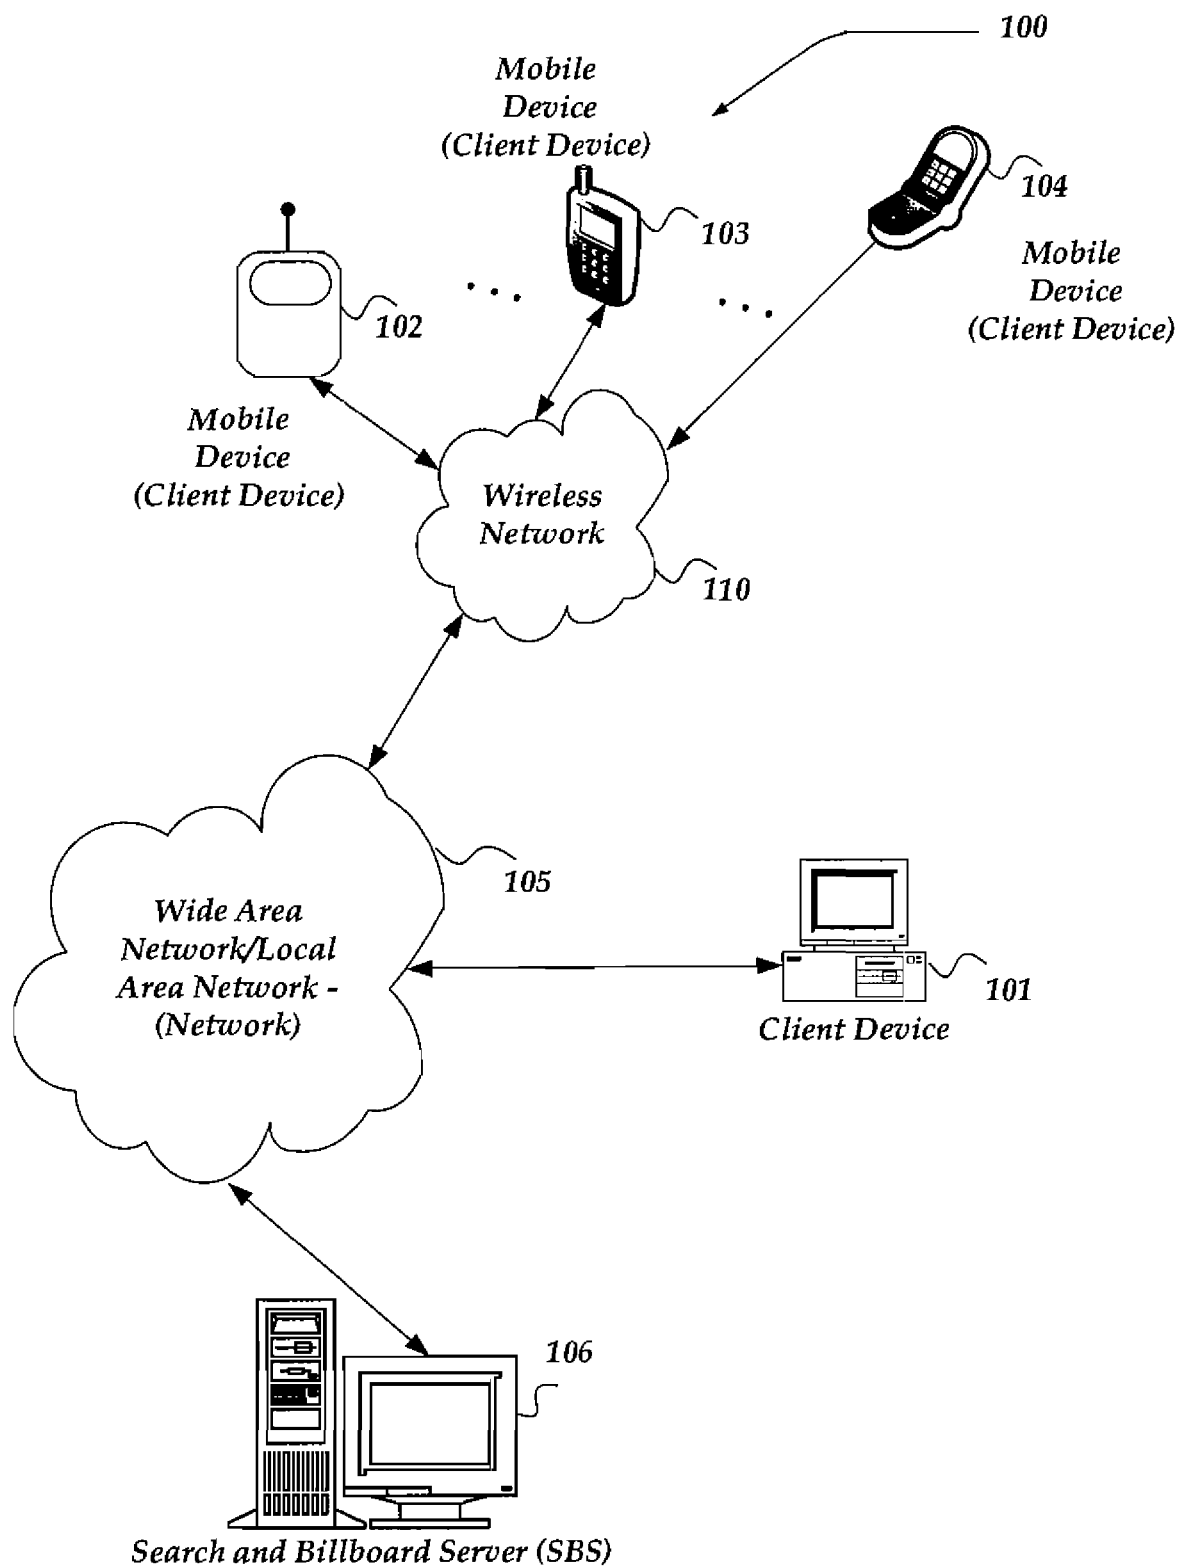 100
Mobile
Device
(Client Device)
104
103
Mobile
Device
(Client Device)
102
Mobile
Device
(Client Device)
Wireless
Network
110
105
Wide Area
Network/Local
Area Network -
(Network)
101
Client Device
106
Search and Billboard Server (SBS)